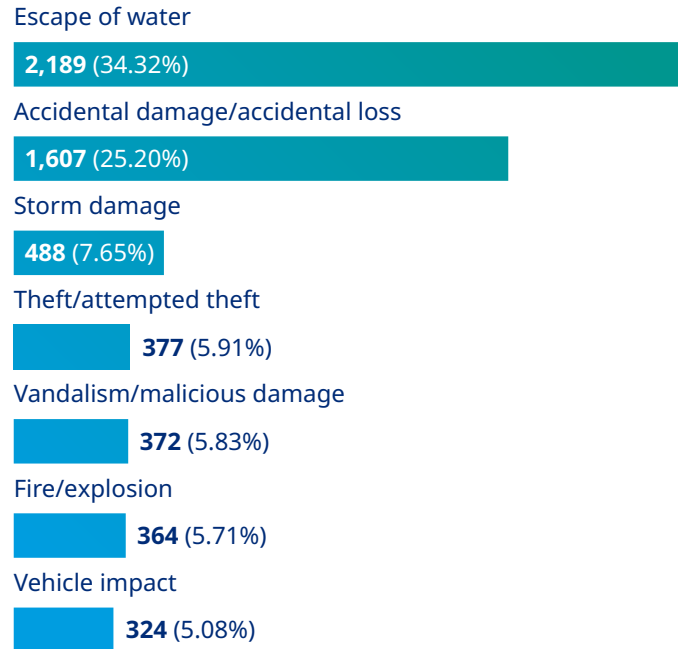 Escape of water
2,189 (34.32%)
Accidental damage/accidental loss
1,607 (25.20%)
Storm damage
488 (7.65%)
Theft/attempted theft
377 (5.91%)
Vandalism/malicious damage
372 (5.83%)
Fire/explosion
364 (5.71%)
Vehicle impact
324 (5.08%)